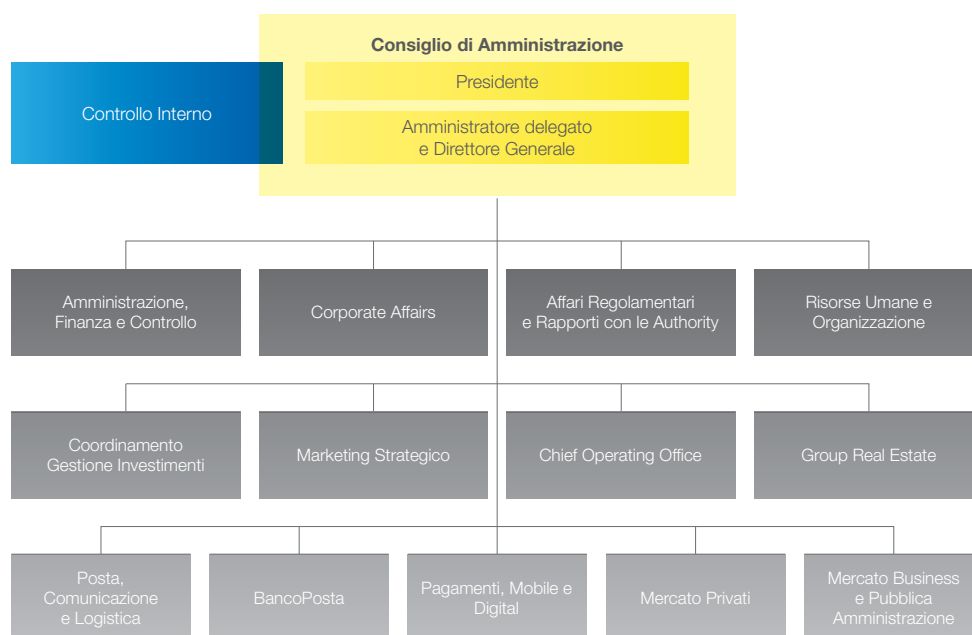 Consiglio di Amministrazione
Presidente
Controllo Interno
Amministratore delegato
e Direttore Generale
Amministrazione,
Finanza e Controllo
Corporate Affairs
Affari Regolamentari
e Rapporti con le Authority
Risorse Umane e
Organizzazione
Coordinamento
Gestione Investimenti
Marketing Strategico
Chief Operating Office
Group Real Estate
Posta,
Comunicazione
e Logistica
BancoPosta
Pagamenti, Mobile e
Digital
Mercato Privati
Mercato Business
e Pubblica
Amministrazione